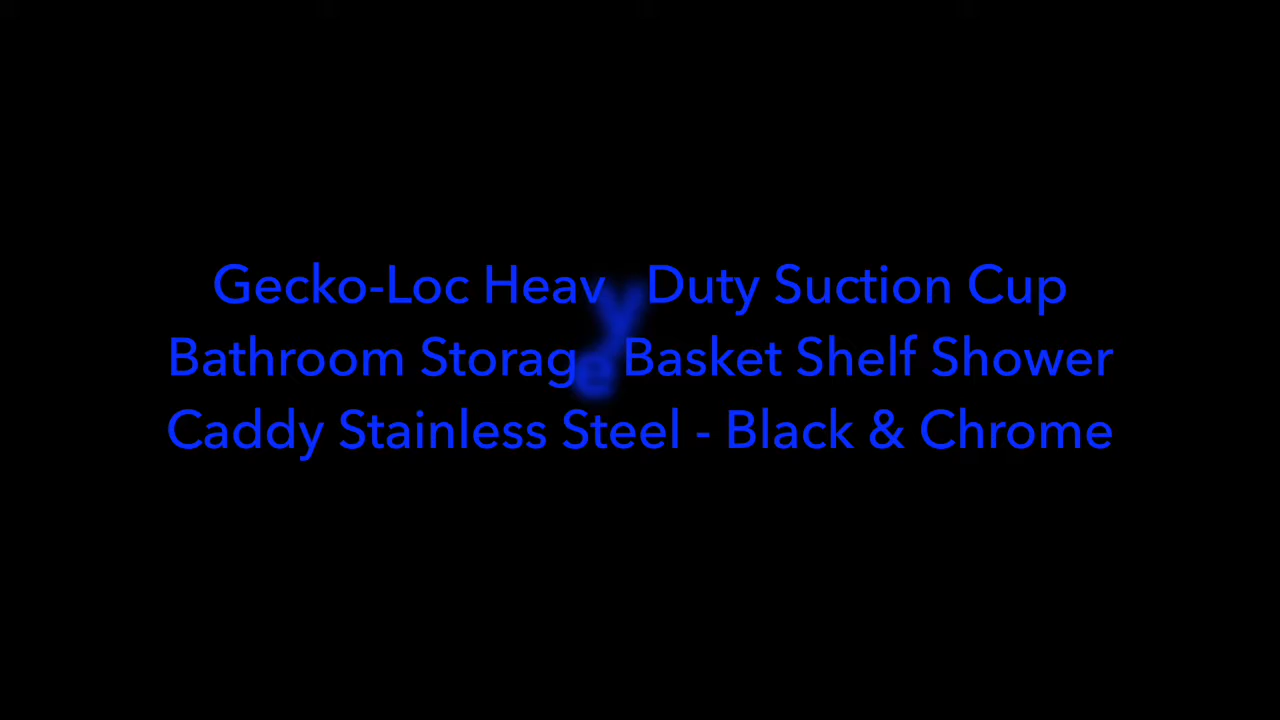 Gecko-Loc Heavy Duty Suction Cup
Bathroom Storage Basket Shelf Shower
Caddy Stainless Steel - Black & Chrome